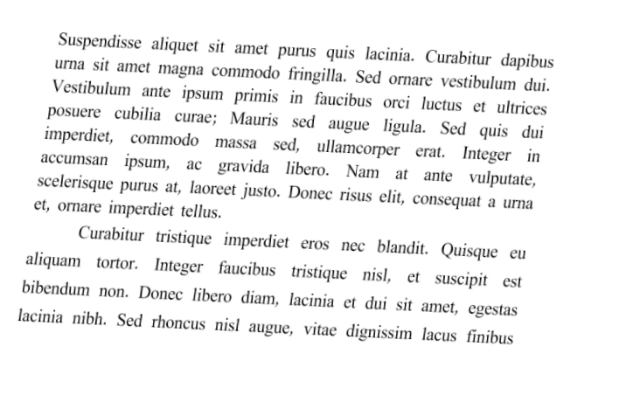 Suspendisse aliquet sit amet purus quis lacinia. Curabitur dapibus
urna sit amet magna commodo fringilla. Sed ornare vestibulum dui.
Vestibulum ante ipsum primis in faucibus orci luctus et ultrices
posuere cubilia curae; Mauris sed augue ligula. Sed quis dui
imperdiet, commodo massa sed, ullamcorper erat. Integer in
accumsan ipsum, ac gravida libero. Nam at ante vulputate,
scelerisque purus at, laoreet justo. Donec risus elit, consequat a urna
et, ornare imperdiet tellus.
Curabitur tristique imperdiet eros nec blandit. Quisque eu
aliquam tortor. Integer faucibus tristique nisl, et suscipit est
bibendum non. Donec libero diam, lacinia et dui sit amet, egestas
lacinia nibh. Sed rhoncus nisl augue, vitae dignissim lacus finibus